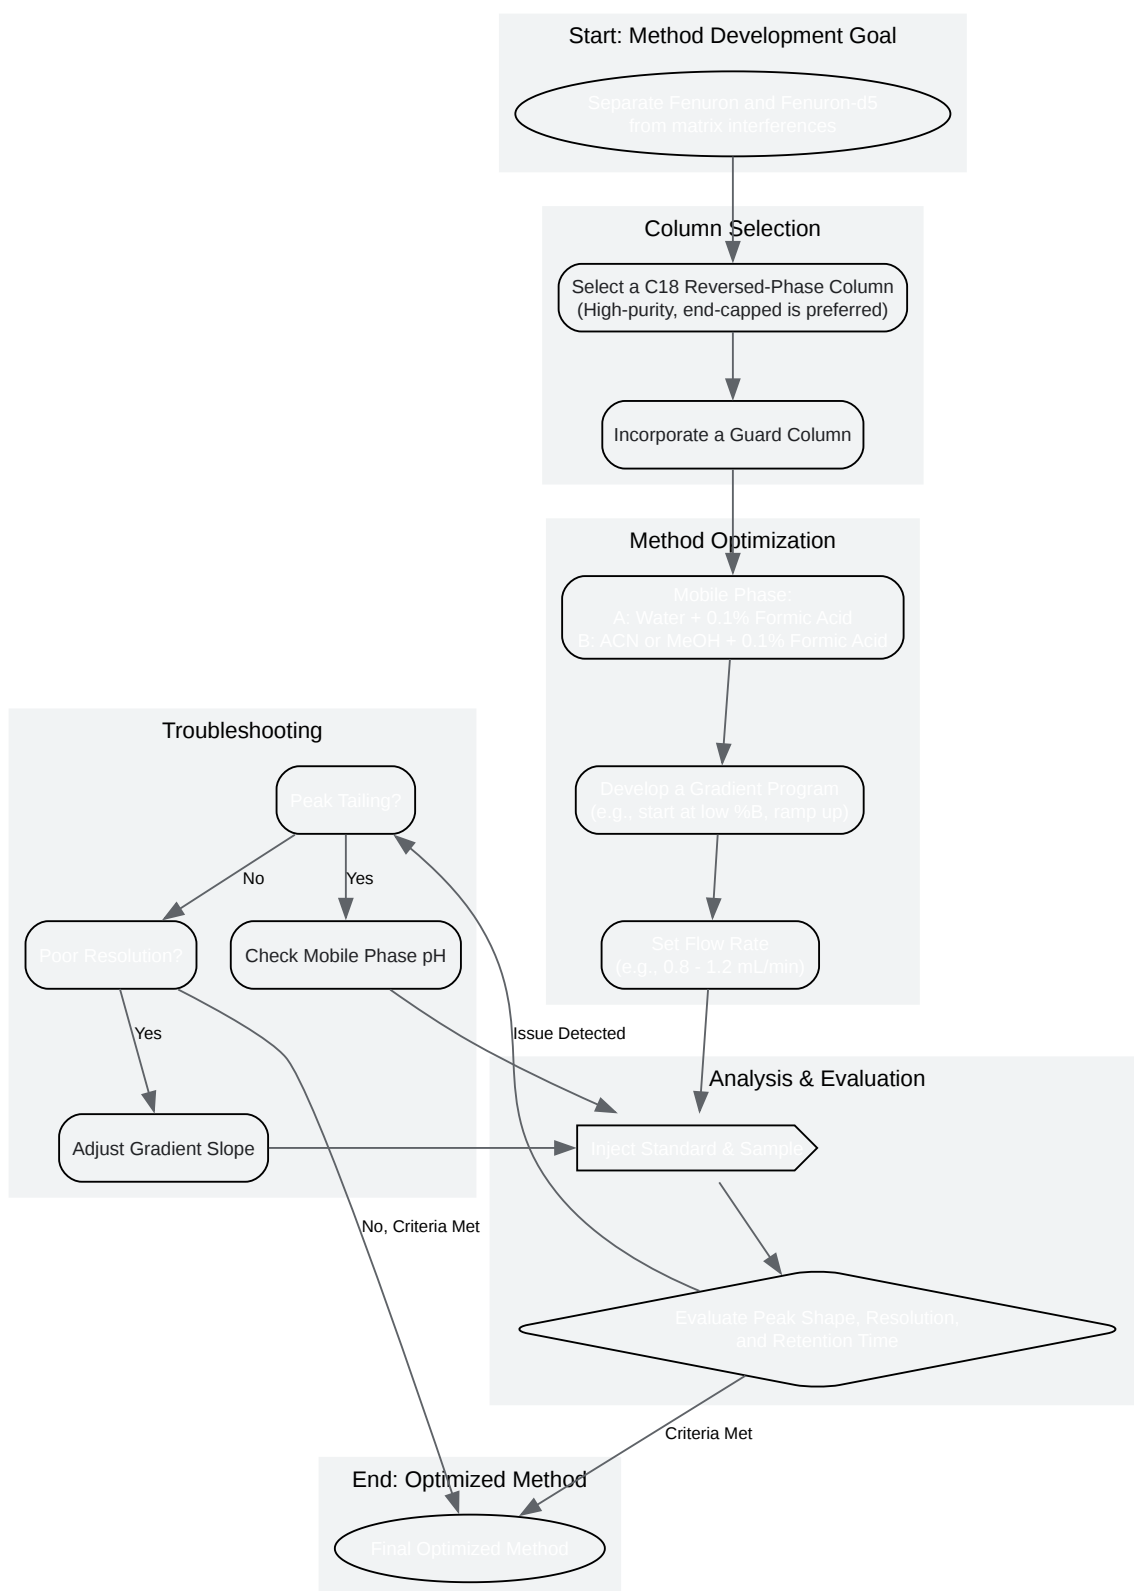 Start: Method Development Goal
Separate Fenuron and Fenuron-d5
from matrix interferences
Column Selection
Select a C18 Reversed-Phase Column
(High-purity, end-capped is preferred)
Incorporate a Guard Column
Method Optimization
Mobile Phase:
A: Water + 0.1% Formic Acid
B: ACN or MeOH + 0.1% Formic Acid
Develop a Gradient Program
(e.g., start at low %B, ramp up)
Set Flow Rate
(e.g., 0.8 - 1.2 mL/min)
Troubleshooting
Peak Tailing?
No
Yes
Poor Resolution?
Check Mobile Phase pH
Yes
Issue Detected
Adjust Gradient Slope
No, Criteria Met
Analysis & Evaluation
Inject Standard & Sample
Evaluate Peak Shape, Resolution,
and Retention Time
Criteria Met
End: Optimized Method
Final Optimized Method